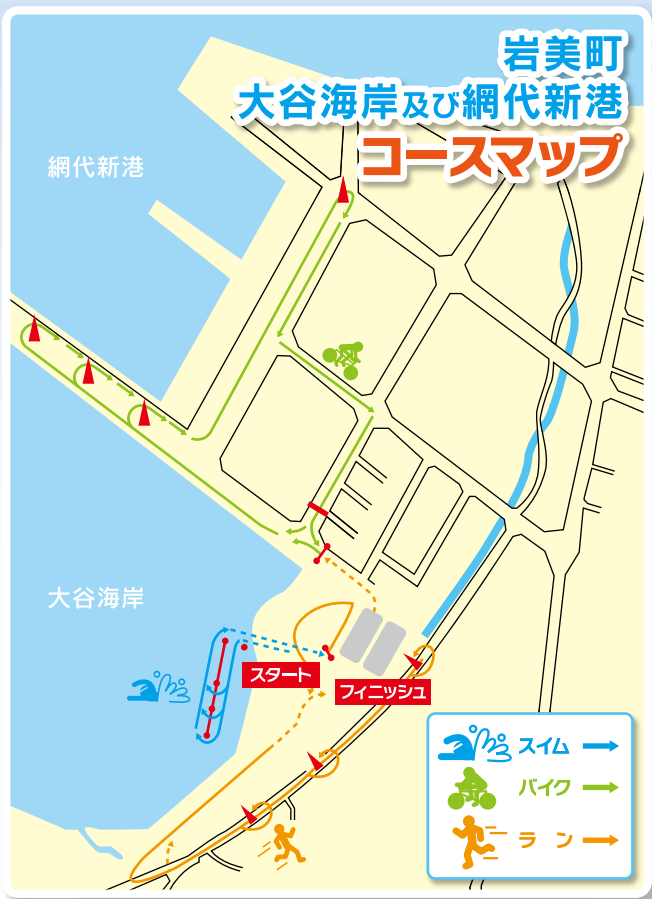 岩美町
大谷海岸及び網代新港
コースマップ
網代新港
大谷海岸
スタート
フィニッシュ
スイム
バイク
ラン